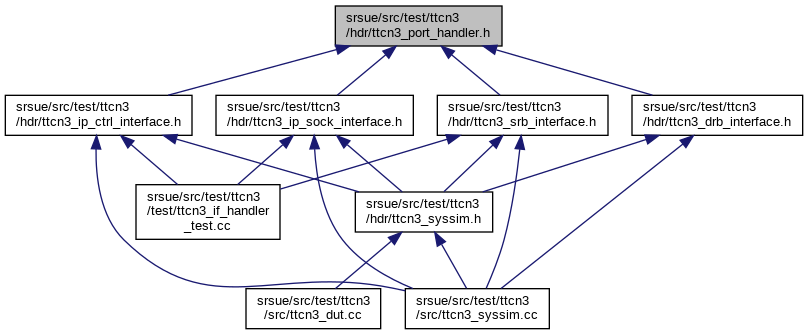 srsue/src/test/ttcn3
/hdr/ttcn3_port_handler.h
srsue/src/test/ttcn3
/hdr/ttcn3_ip_ctrl_interface.h
srsue/src/test/ttcn3
/hdr/ttcn3_ip_sock_interface.h
srsue/src/test/ttcn3
/hdr/ttcn3_srb_interface.h
srsue/src/test/ttcn3
/hdr/ttcn3_drb_interface.h
srsue/src/test/ttcn3
/test/ttcn3_if_handler
_test.cc
srsue/src/test/ttcn3
/hdr/ttcn3_syssim.h
srsue/src/test/ttcn3
/src/ttcn3_dut.cc
srsue/src/test/ttcn3
/src/ttcn3_syssim.cc